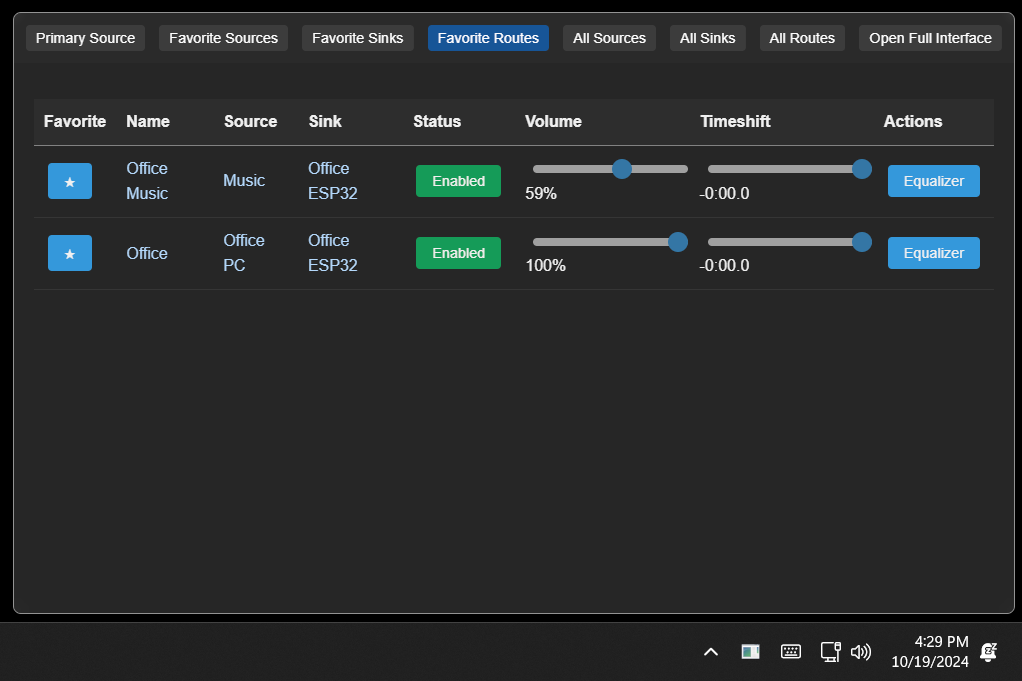 Primary Source Favorite Sources Favorite Sinks Favorite Routes All Sources All Sinks All Routes Open Full Interface
Favorite Name Source Sink Status Volume Timeshift Actions
★ Office Music Music Office ESP32 Enabled 59% -0:00.0 Equalizer
★ Office Office PC Office ESP32 Enabled 100% -0:00.0 Equalizer
4:29 PM
10/19/2024